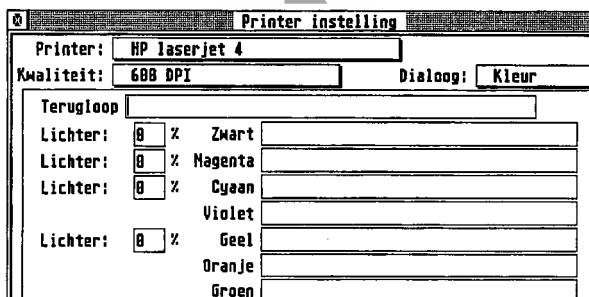 Printer instelling
Printer: HP laserjet 4
Kwaliteit: 600 DPI Dialoog: Kleur
Terugloop
Lichter: 0 % Zwart
Lichter: 0 % Magenta
Lichter: 0 % Cyaan
Violet
Lichter: 0 % Geel
Oranje
Groen